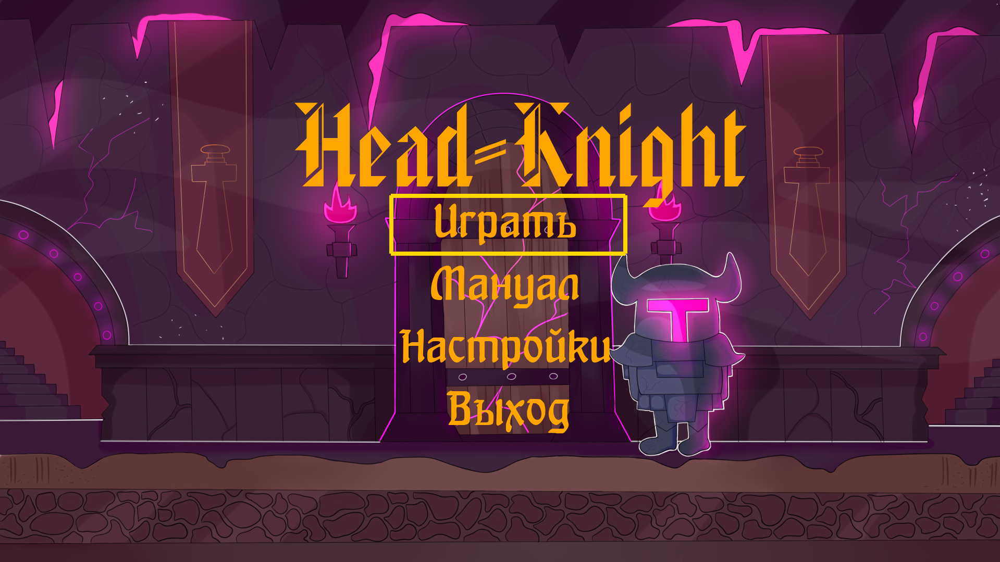 Head-Knight
Играть
Мануал
Настройки
Выход